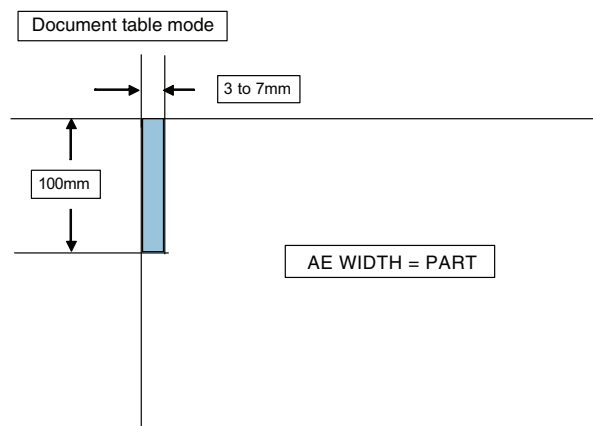 Document table mode
3 to 7mm
100mm
AE WIDTH = PART